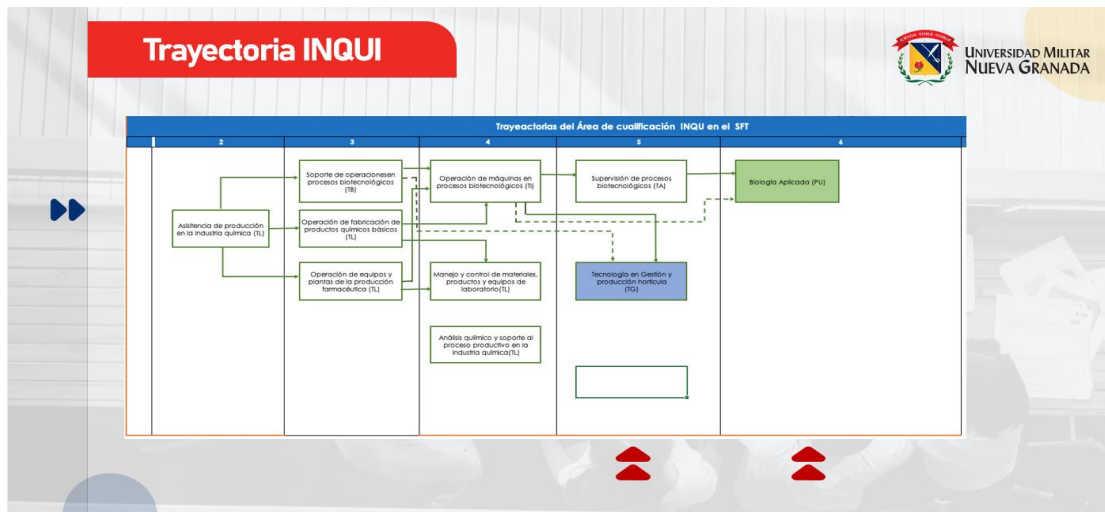 Trayectoria INQUI
UNIVERSIDAD MILITAR
NUEVA GRANADA
Trayeactorias del Área de cualificación INQU en el SFT
2
3
4
5
6
Soporte de operacionesen
procesos biotecnológicos
(TB)
Operación de máquinas en
procesos biotecnológicos (TI)
Supervisión de procesos
biotecnológicos (TA)
Biología Aplicada (PU)
Asistencia de producción
en la industria química (TL)
Operación de fabricación de
productos químicos básicos
(TL)
Operación de equipos y
plantas de la producción
farmacéutica (TL)
Manejo y control de materiales,
productos y equipos de
laboratorio(TL)
Tecnología en Gestión y
producción hortícula
(TG)
Análisis químico y soporte al
proceso productivo en la
industria química(TL)